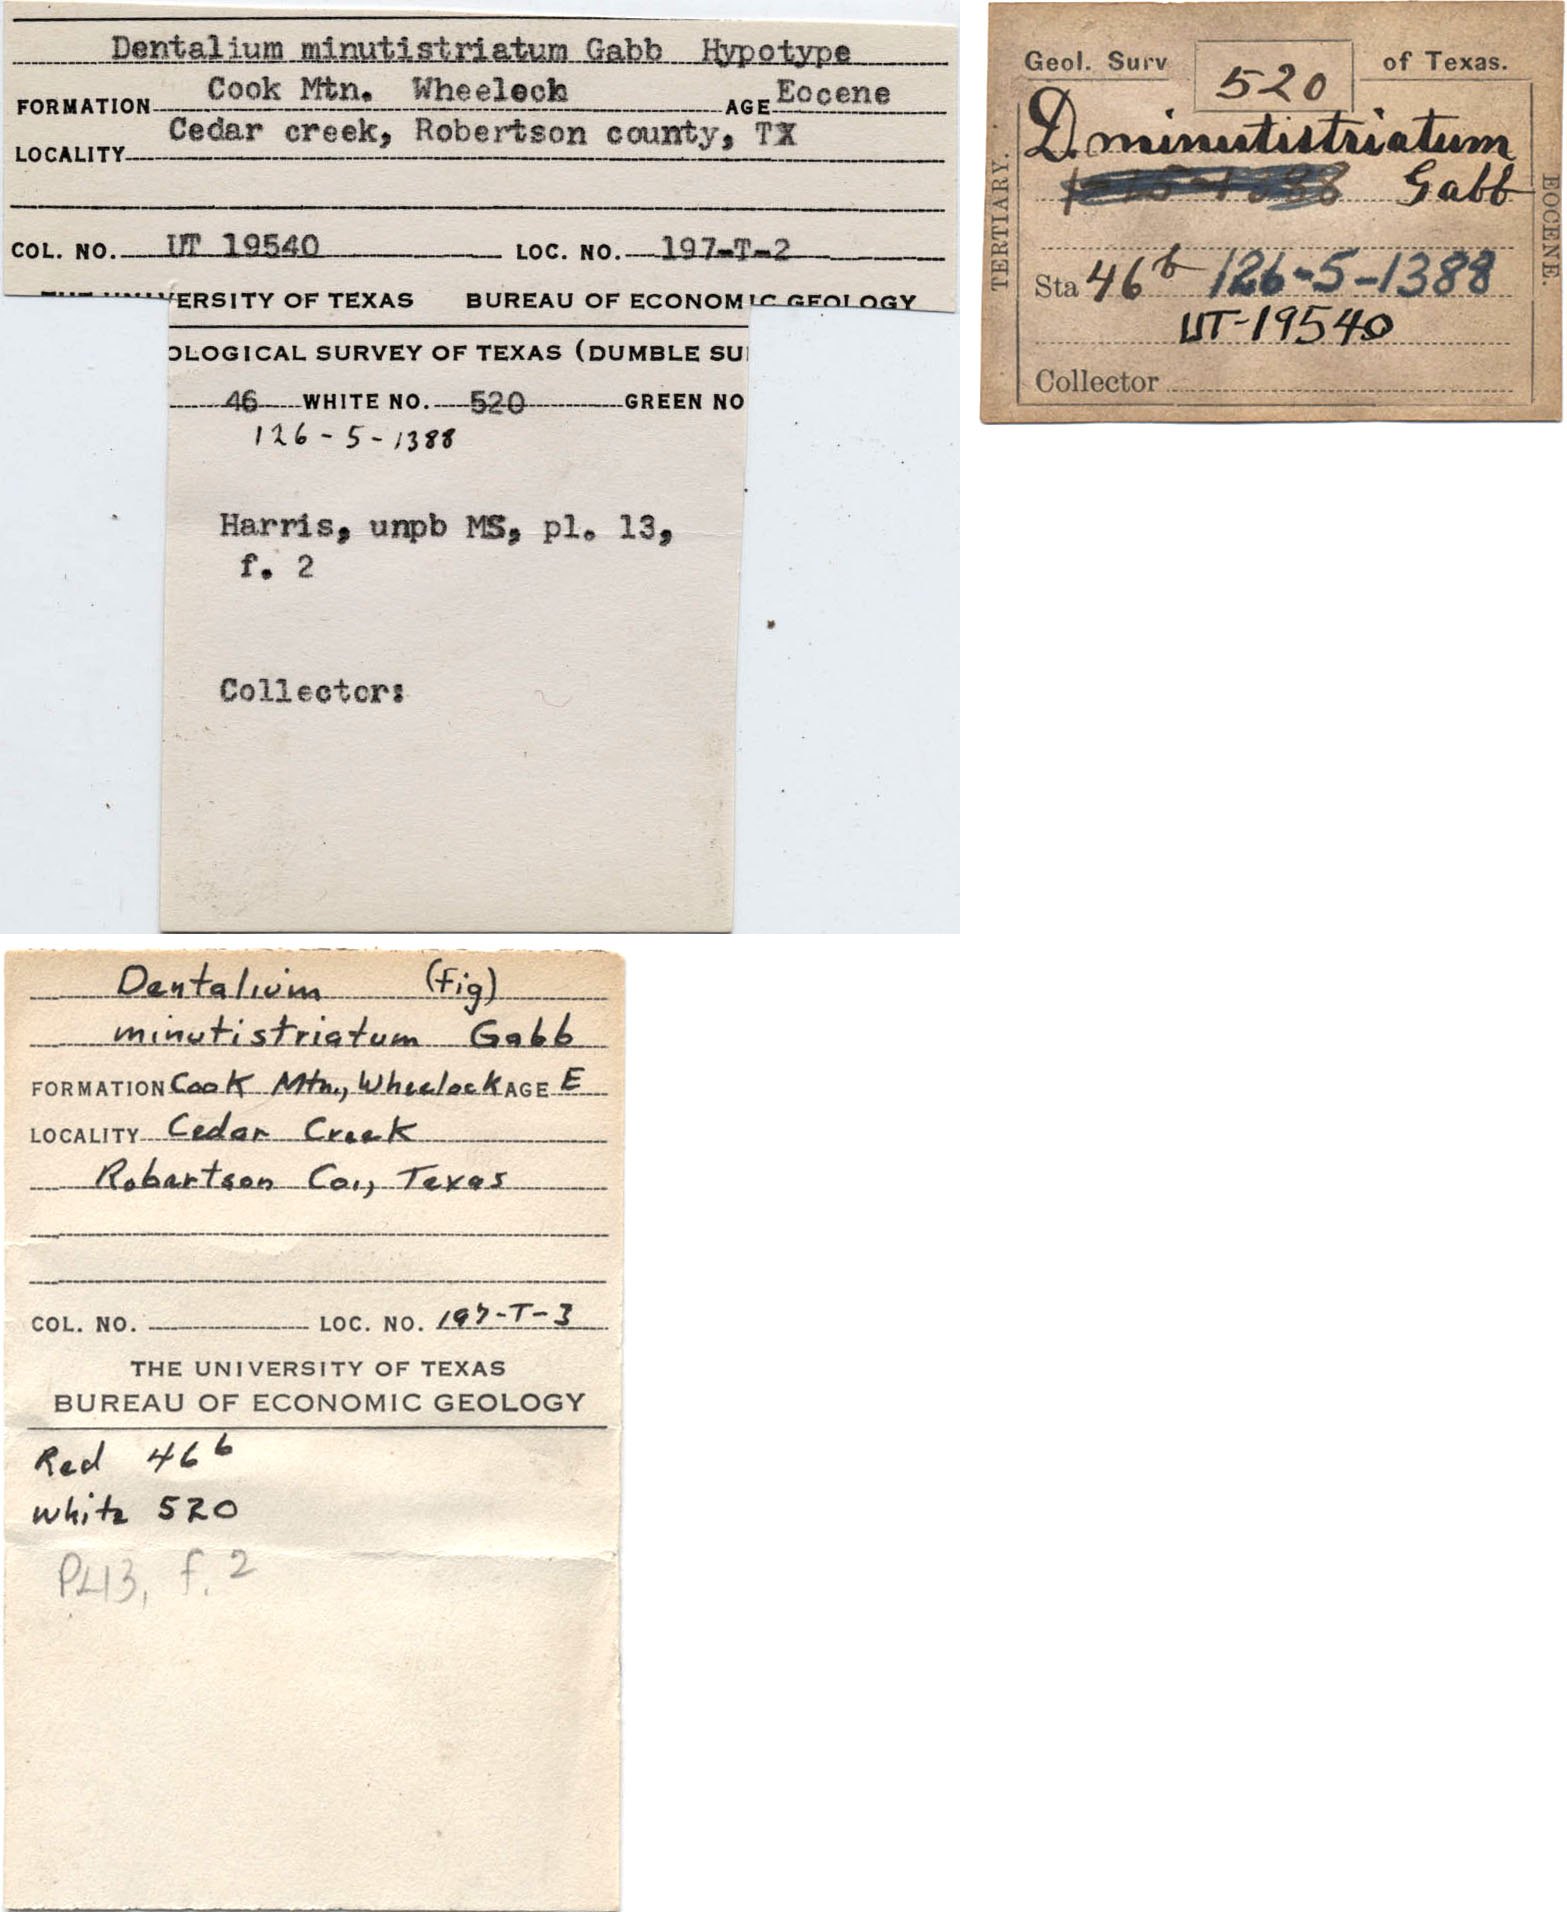 Dentalium minutistriatum Gabb Hypotype
FORMATION Cook Mtn. Wheelock AGE Eocene
LOCALITY Cedar creek, Robertson county, TX
COL. NO. UT 19540 LOC. NO. 197-T-2
THE UNIVERSITY OF TEXAS BUREAU OF ECONOMIC GEOLOGY
OLOGICAL SURVEY OF TEXAS (DUMBLE SU
46 WHITE NO. 520 GREEN NO
126-5-1388
Harris, unpb MS, pl. 13,
f. 2
Collector:
Geol. Surv 520 of Texas.
TERTIARY.
EOCENE.
D. minutistriatum
Gabb
Sta 46b 126-5-1388
UT-19540
Collector
Dentalium (Fig)
minutistriatum Gabb
FORMATION Cook Mtn., Wheelock AGE E
LOCALITY Cedar Creek
Robertson Co., Texas
COL. NO. LOC. NO. 197-T-3
THE UNIVERSITY OF TEXAS
BUREAU OF ECONOMIC GEOLOGY
Red 46b
White 520
PL13, f. 2